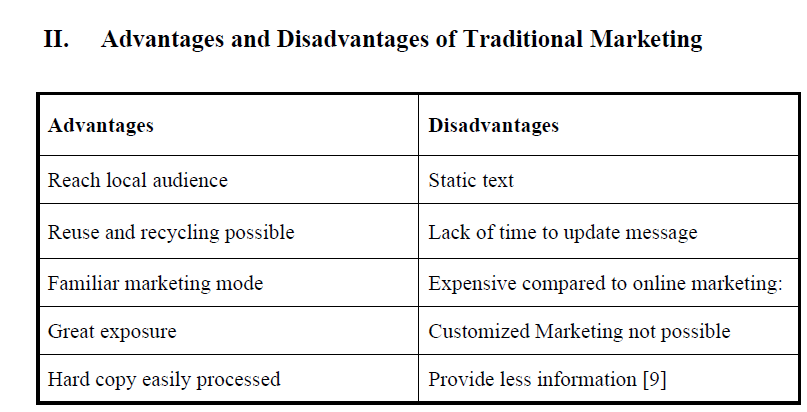 II. Advantages and Disadvantages of Traditional Marketing
Advantages Disadvantages
Reach local audience Static text
Reuse and recycling possible Lack of time to update message
Familiar marketing mode Expensive compared to online marketing:
Great exposure Customized Marketing not possible
Hard copy easily processed Provide less information [9]